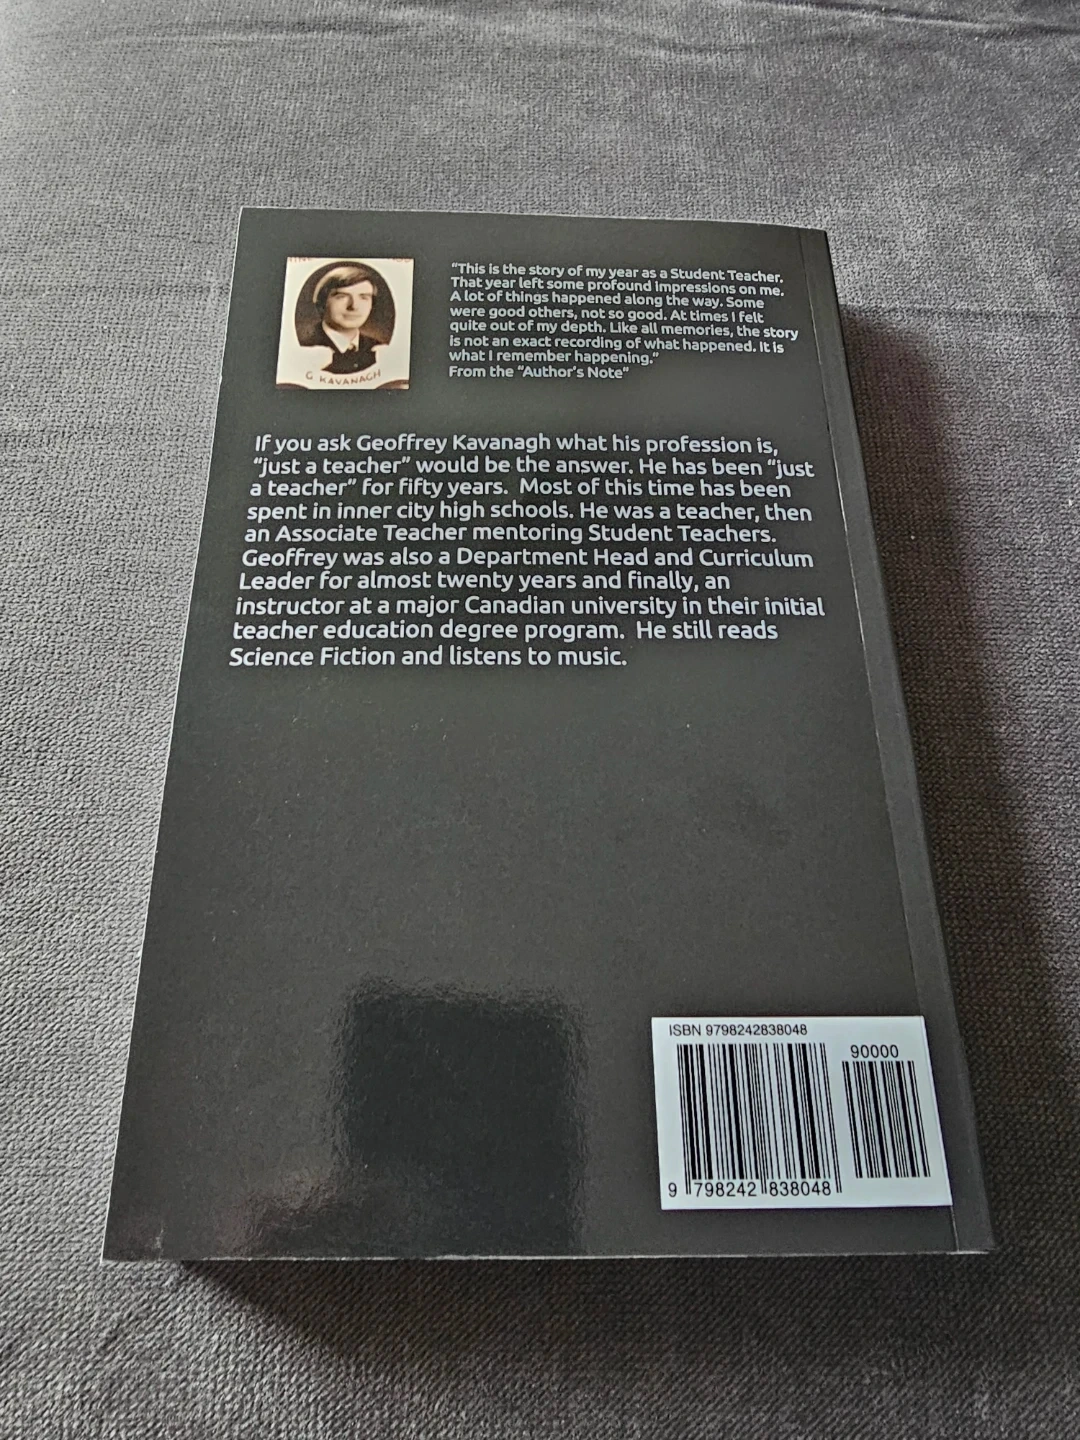 G KAVANAGH
"This is the story of my year as a Student Teacher.
That year left some profound impressions on me.
A lot of things happened along the way. Some
were good others, not so good. At times I felt
quite out of my depth. Like all memories, the story
is not an exact recording of what happened. It is
what I remember happening."
From the "Author's Note"
If you ask Geoffrey Kavanagh what his profession is,
"just a teacher" would be the answer. He has been "just
a teacher" for fifty years. Most of this time has been
spent in inner city high schools. He was a teacher, then
an Associate Teacher mentoring Student Teachers.
Geoffrey was also a Department Head and Curriculum
Leader for almost twenty years and finally, an
instructor at a major Canadian university in their initial
teacher education degree program. He still reads
Science Fiction and listens to music.
ISBN 9798242838048
90000
9 798242 838048